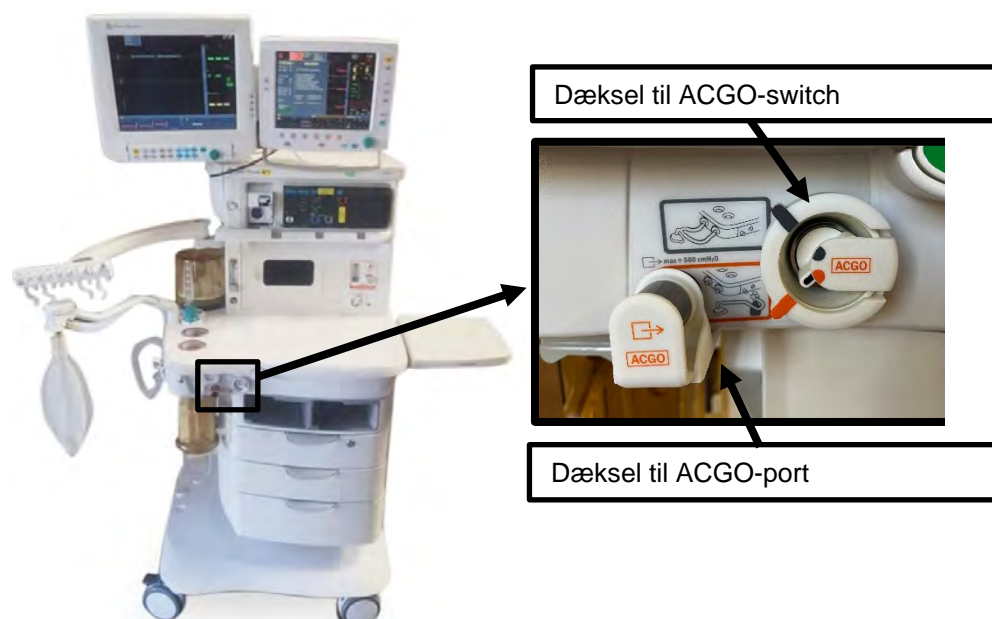 Dæksel til ACGO-switch
max = 560 cmH₂O
ACGO
ACGO
Dæksel til ACGO-port